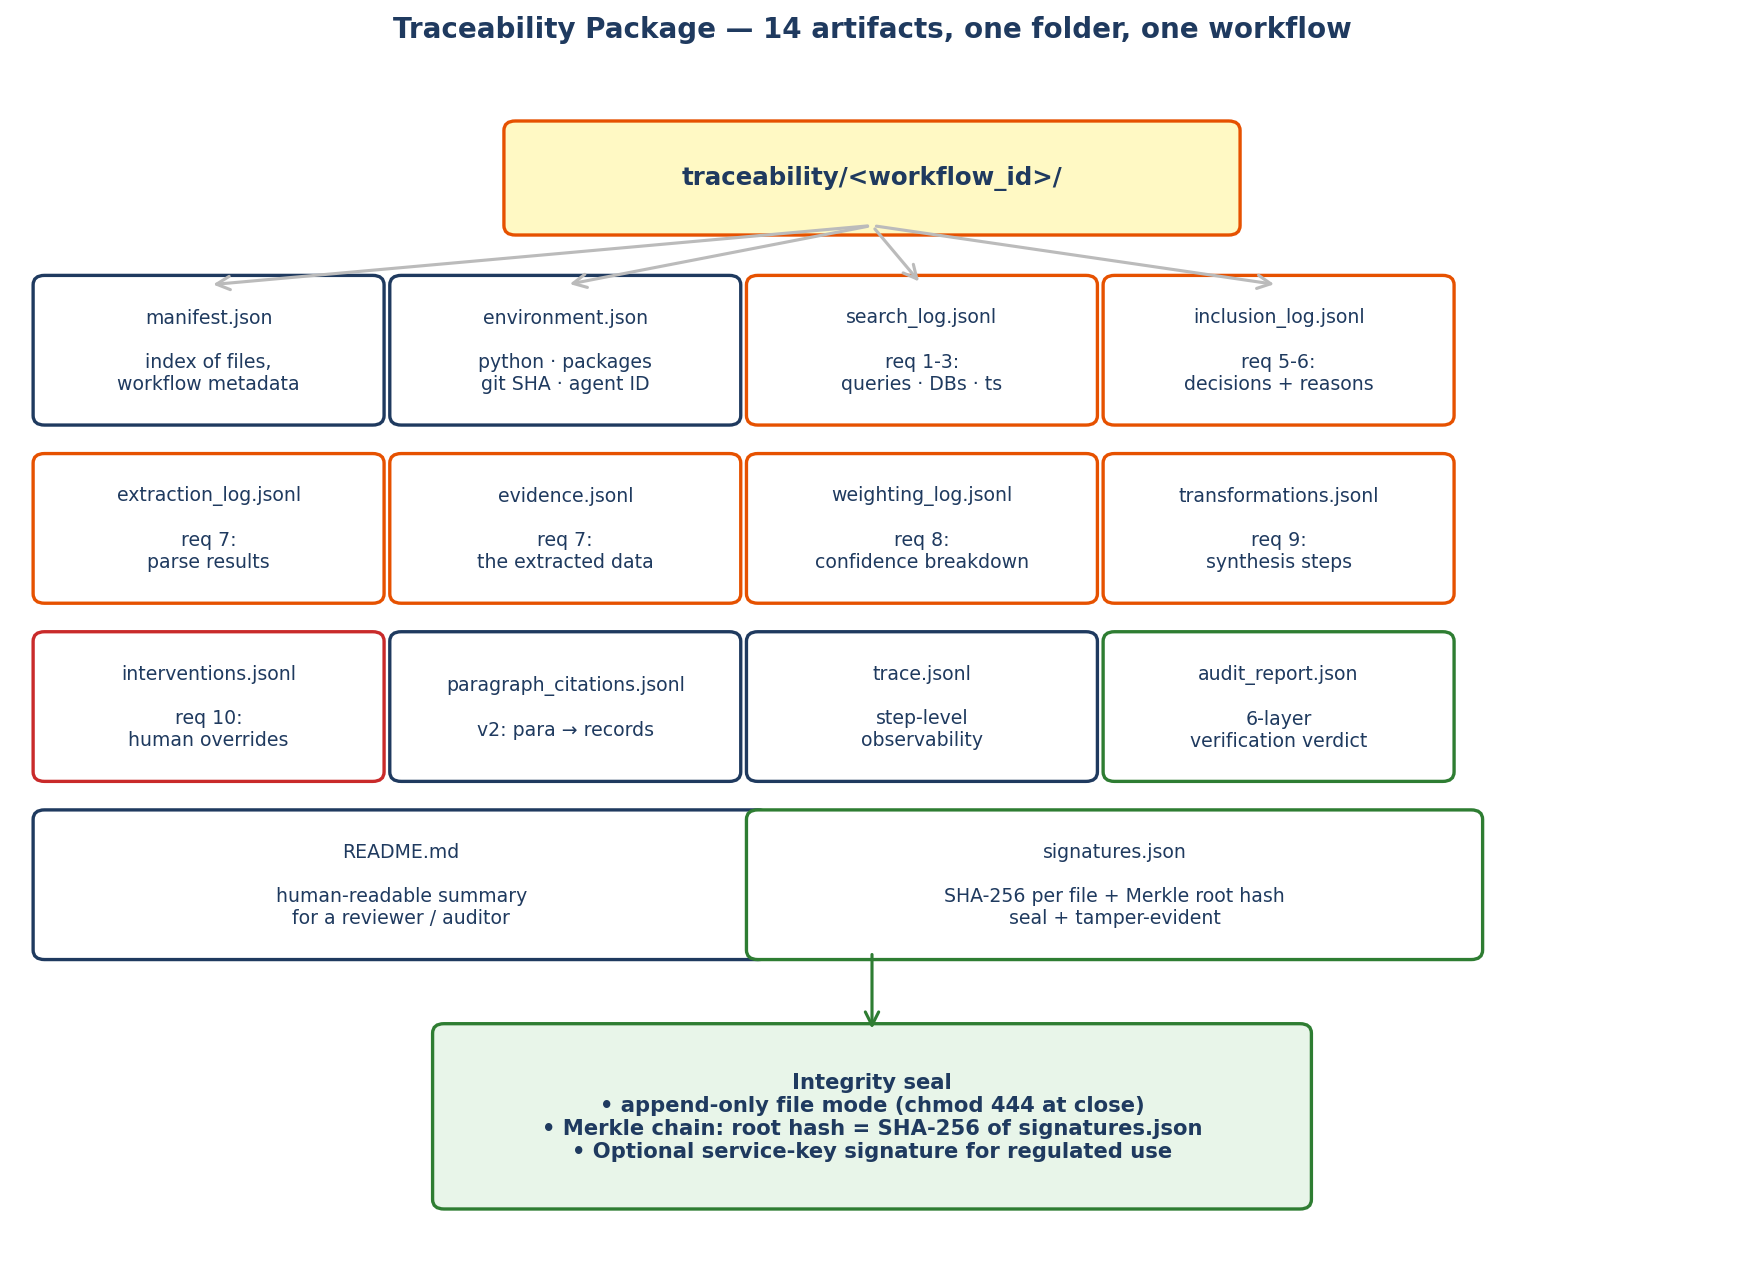 Traceability Package — 14 artifacts, one folder, one workflow
traceability/<workflow_id>/
manifest.json
index of files,
workflow metadata
environment.json
python · packages
git SHA · agent ID
search_log.jsonl
req 1-3:
queries · DBs · ts
inclusion_log.jsonl
req 5-6:
decisions + reasons
extraction_log.jsonl
req 7:
parse results
evidence.jsonl
req 7:
the extracted data
weighting_log.jsonl
req 8:
confidence breakdown
transformations.jsonl
req 9:
synthesis steps
interventions.jsonl
req 10:
human overrides
paragraph_citations.jsonl
v2: para → records
trace.jsonl
step-level
observability
audit_report.json
6-layer
verification verdict
README.md
human-readable summary
for a reviewer / auditor
signatures.json
SHA-256 per file + Merkle root hash
seal + tamper-evident
Integrity seal
• append-only file mode (chmod 444 at close)
• Merkle chain: root hash = SHA-256 of signatures.json
• Optional service-key signature for regulated use